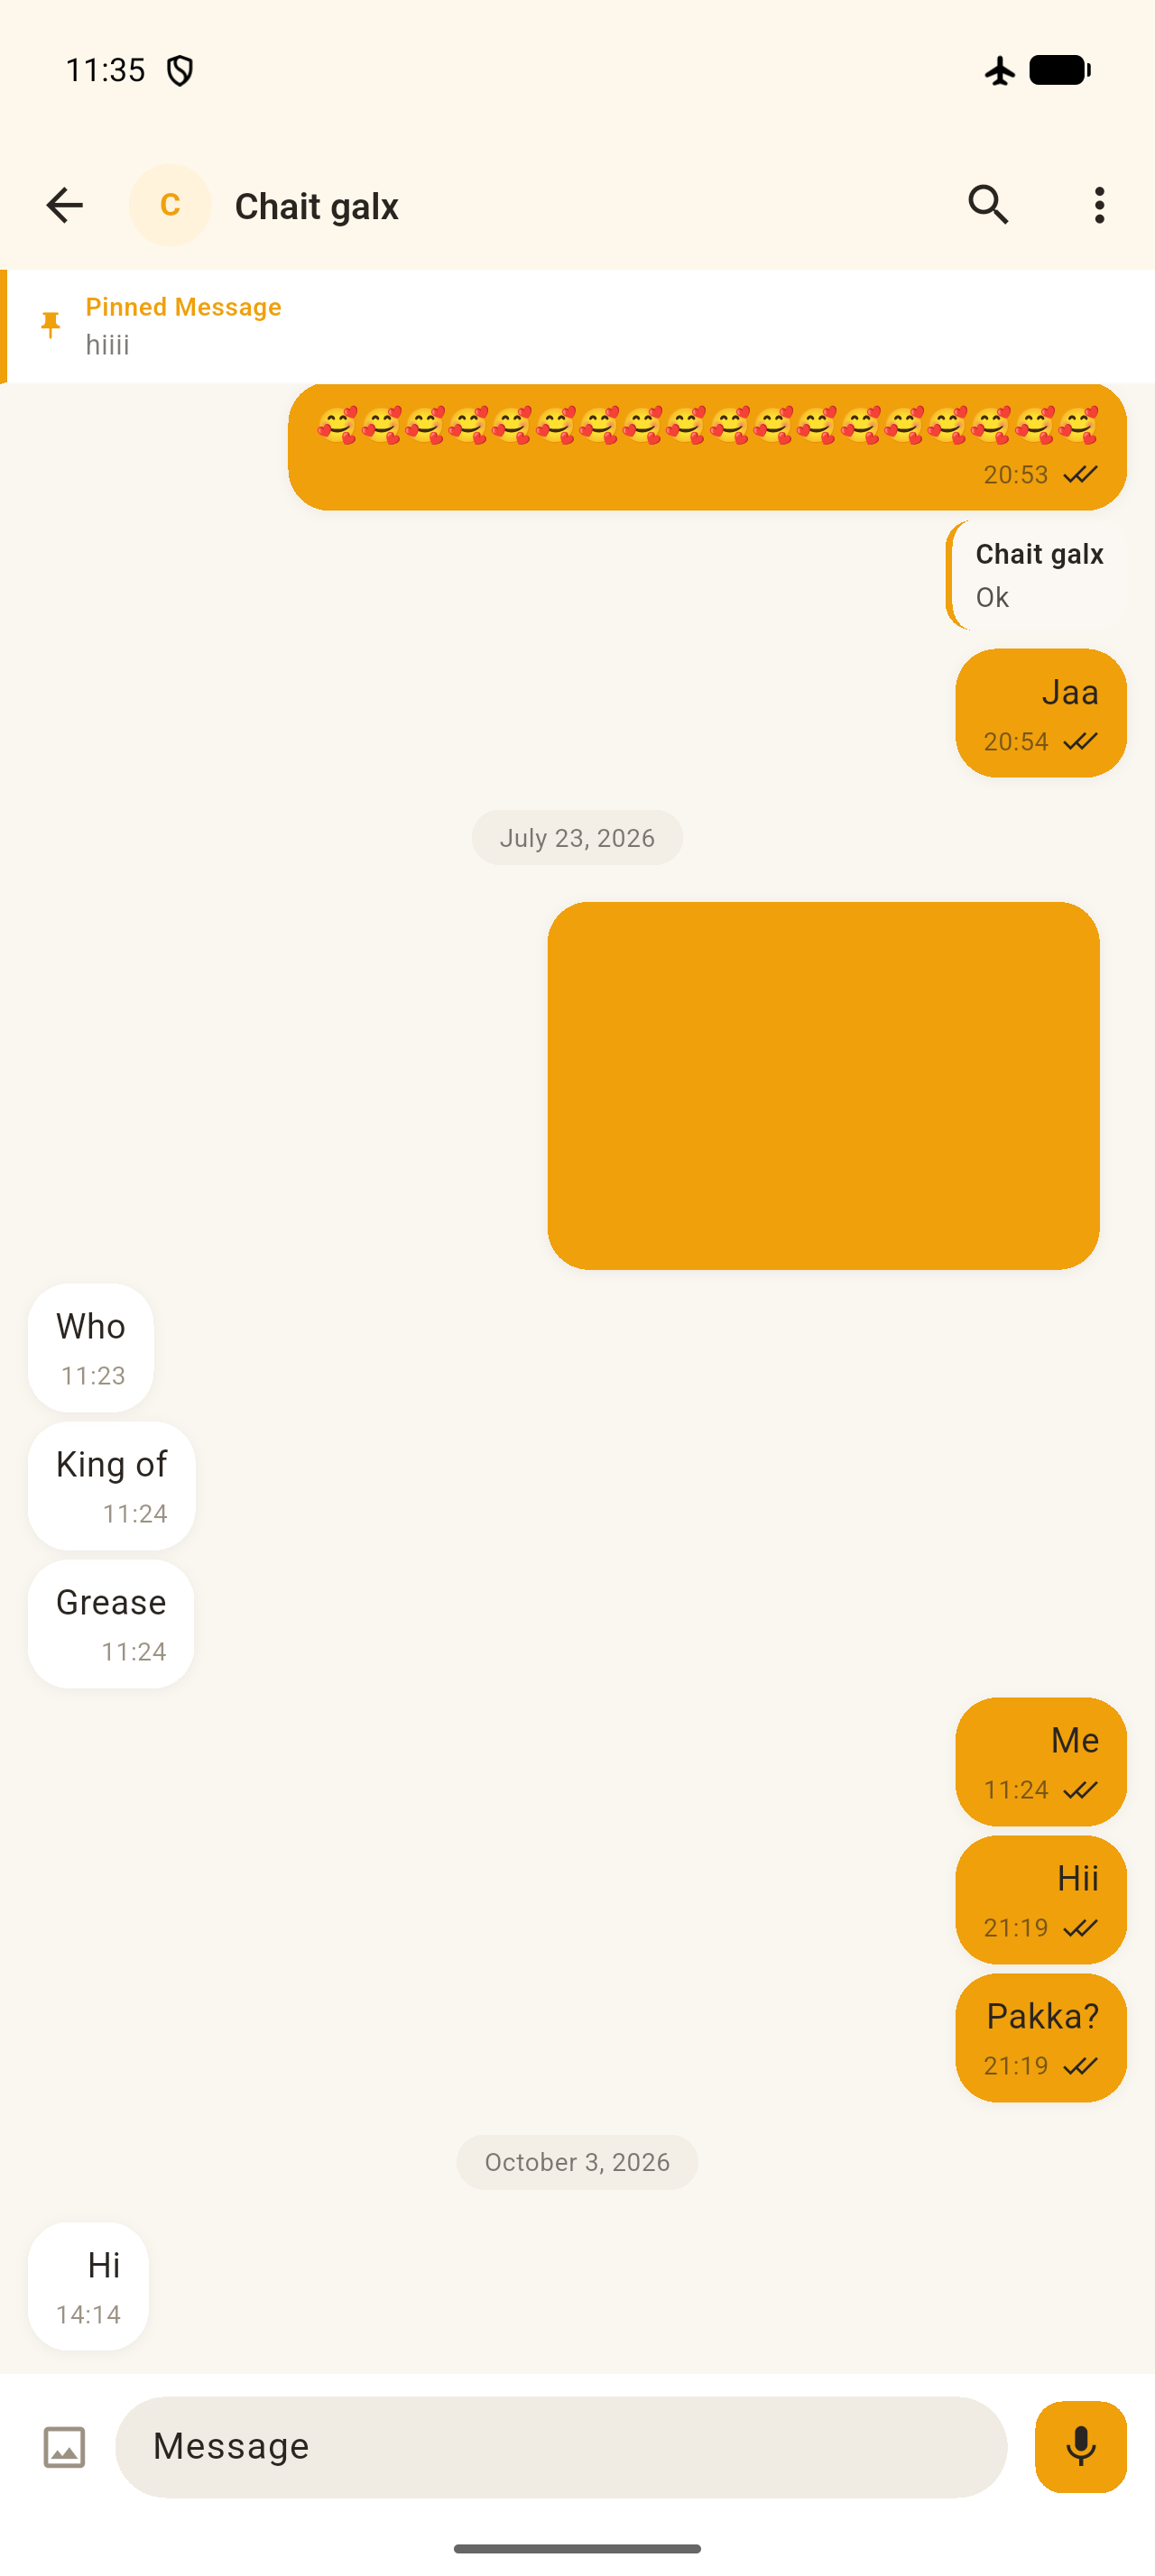 11:35
C
Chait galx
Pinned Message
hiiii
🥰🥰🥰🥰🥰🥰🥰🥰🥰🥰🥰🥰🥰🥰🥰🥰🥰🥰
20:53
Chait galx
Ok
Jaa
20:54
July 23, 2026
Who
11:23
King of
11:24
Grease
11:24
Me
11:24
Hii
21:19
Pakka?
21:19
October 3, 2026
Hi
14:14
Message